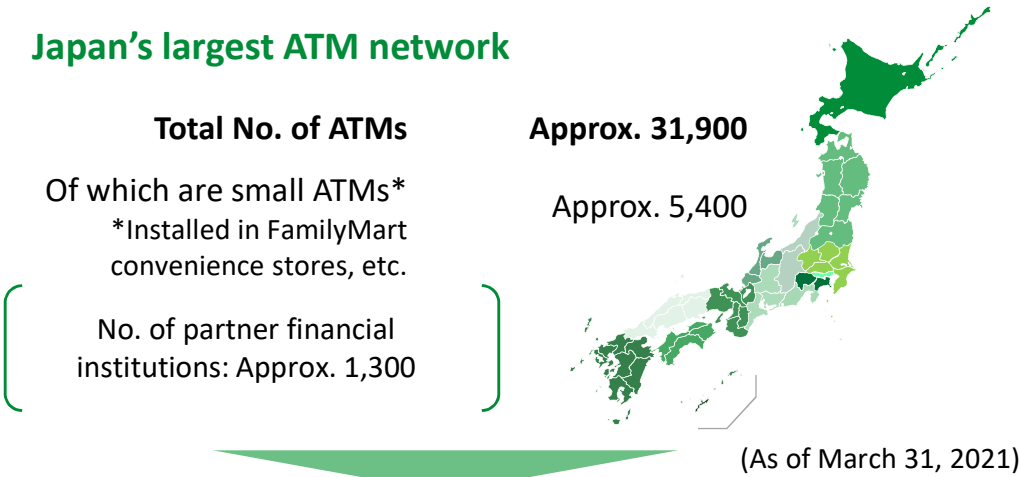 Japan's largest ATM network
Total No. of ATMs
Approx. 31,900
Of which are small ATMs*
*Installed in FamilyMart
convenience stores, etc.
Approx. 5,400
No. of partner financial
institutions: Approx. 1,300
(As of March 31, 2021)